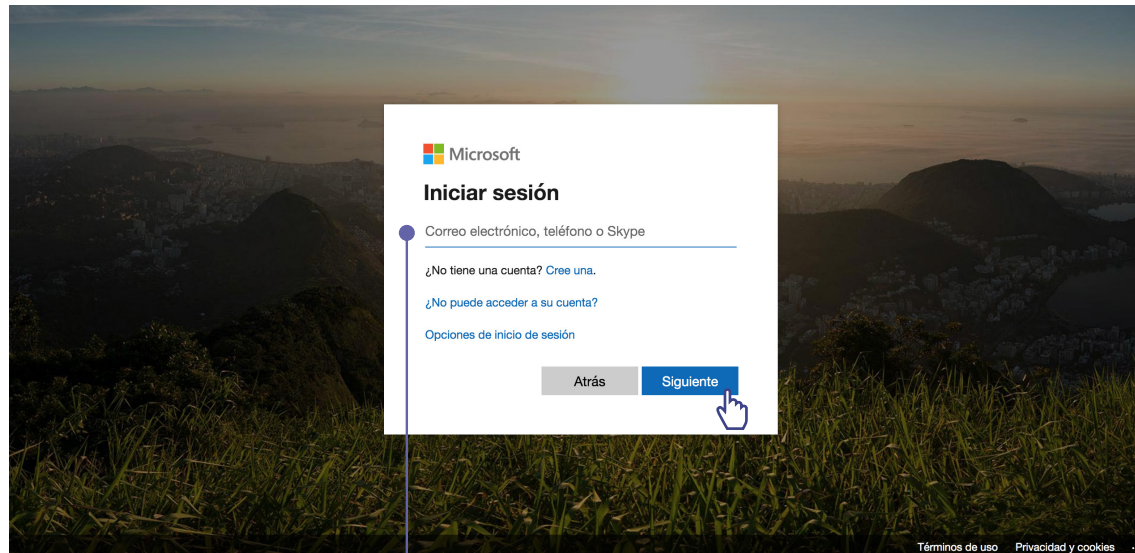 Microsoft
Iniciar sesión
Correo electrónico, teléfono o Skype
¿No tiene una cuenta? Cree una.
¿No puede acceder a su cuenta?
Opciones de inicio de sesión
Atrás Siguiente
Términos de uso Privacidad y cookies